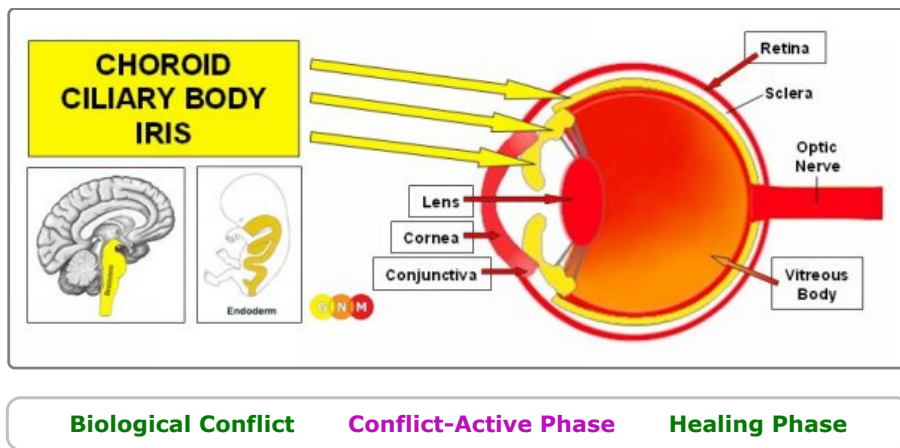 CHOROID
CILIARY BODY
IRIS
Retina
Sclera
Optic
Nerve
Lens
Cornea
Conjunctiva
Vitreous
Body
Brainstem
Endoderm
G N M
Biological Conflict Conflict-Active Phase Healing Phase